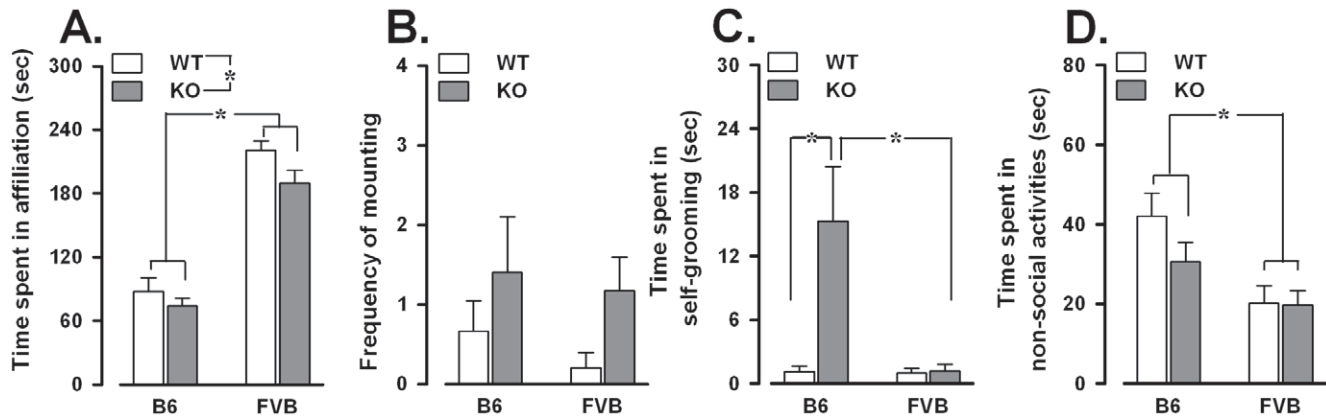 A.
Time spent in affiliation (sec)
300
240
180
120
60
0
WT
KO
*
*
B6
FVB
B.
Frequency of mounting
4
3
2
1
0
B6
FVB
C.
Time spent in
self-grooming (sec)
30
24
18
12
6
0
WT
KO
*
*
B6
FVB
D.
Time spent in
non-social activities (sec)
80
60
40
20
0
WT
KO
*
B6
FVB